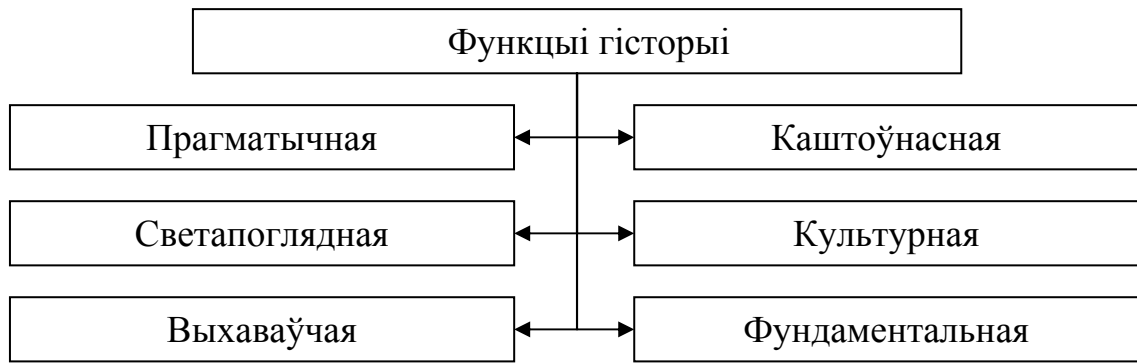 Функцыі гісторыі
Прагматычная
Каштоўнасная
Светапоглядная
Культурная
Выхаваўчая
Фундаментальная